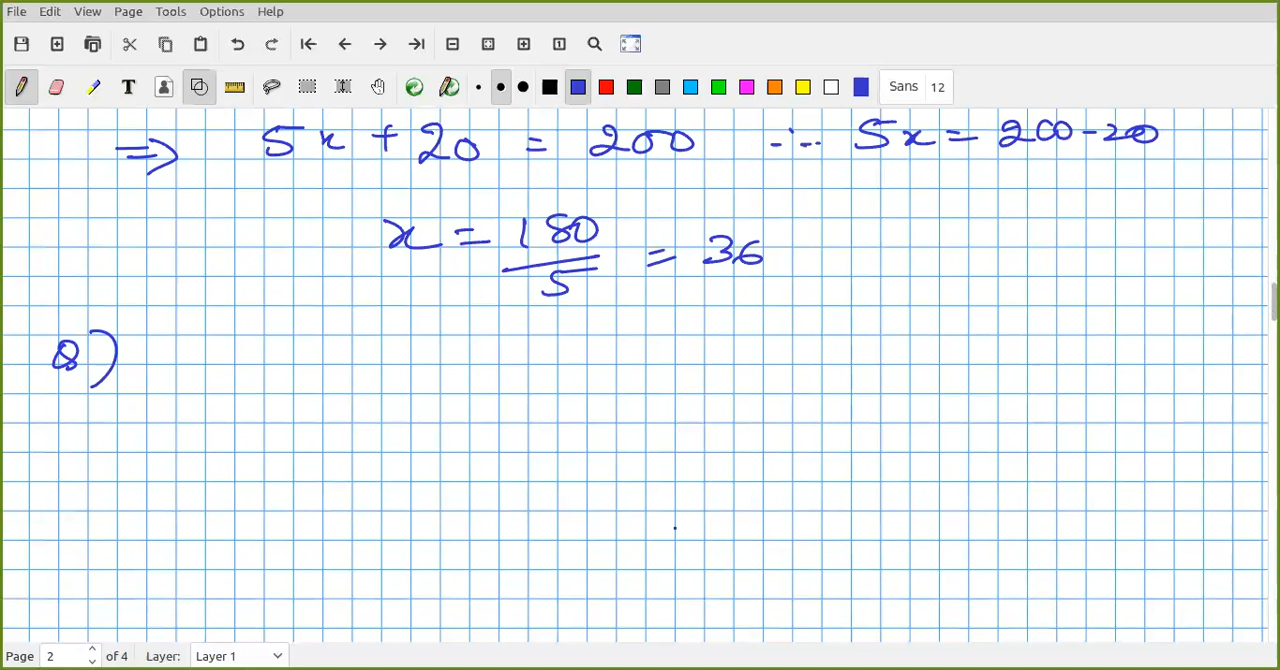 File Edit View Page Tools Options Help
Sans 12
⇒ 5x + 20 = 200 ∴ 5x = 200 - 20
x = 180/5 = 36
8)
Page 2 of 4 Layer: Layer 1